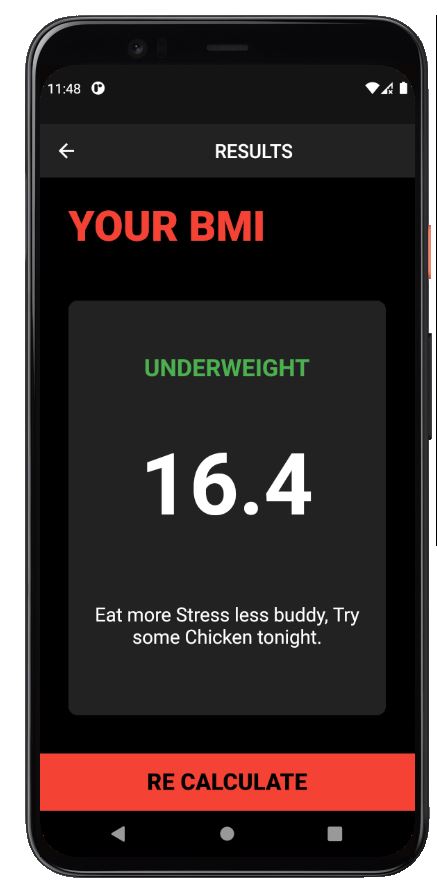 11:48
RESULTS
YOUR BMI
UNDERWEIGHT
16.4
Eat more Stress less buddy, Try
some Chicken tonight.
RE CALCULATE